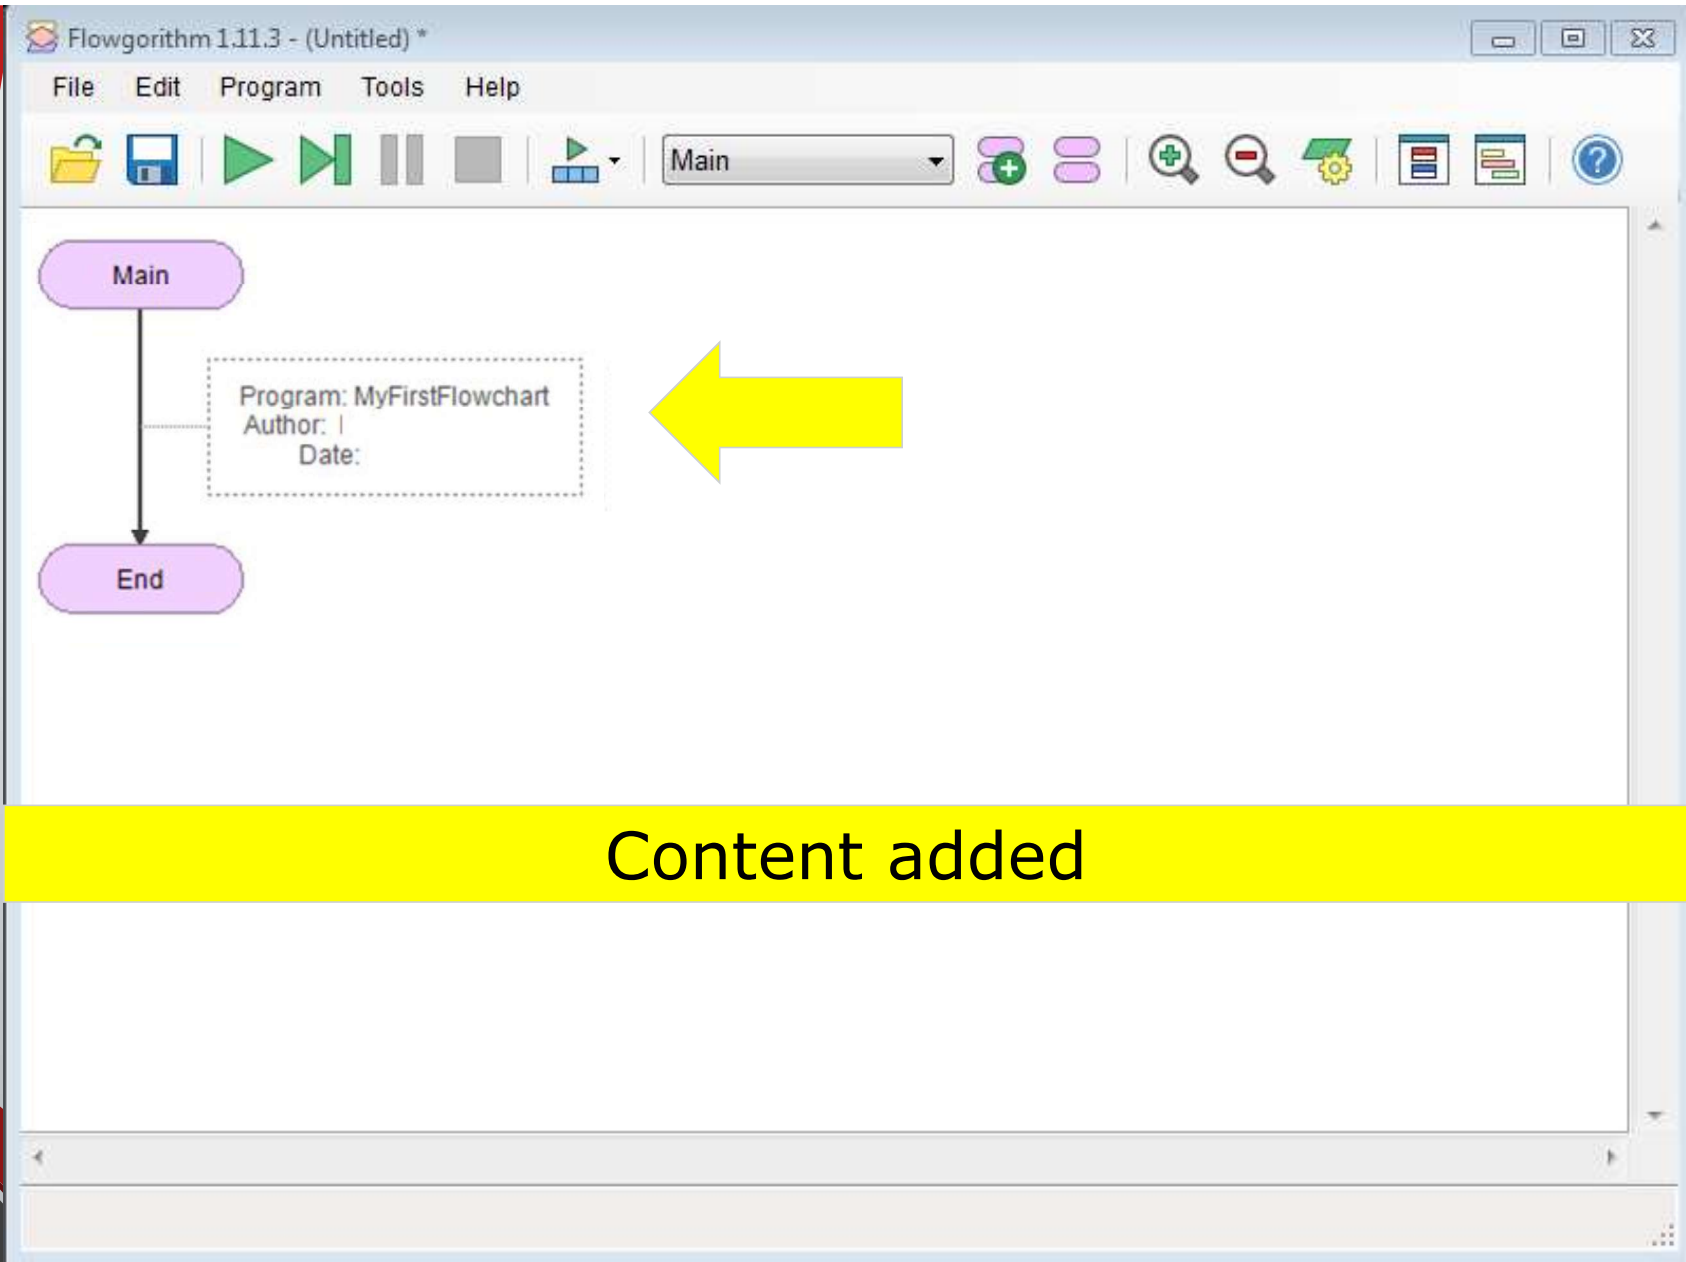 Flowgorithm 1.11.3 - (Untitled) *
File Edit Program Tools Help
Main
Main
Program: MyFirstFlowchart
Author:
Date:
End
Content added